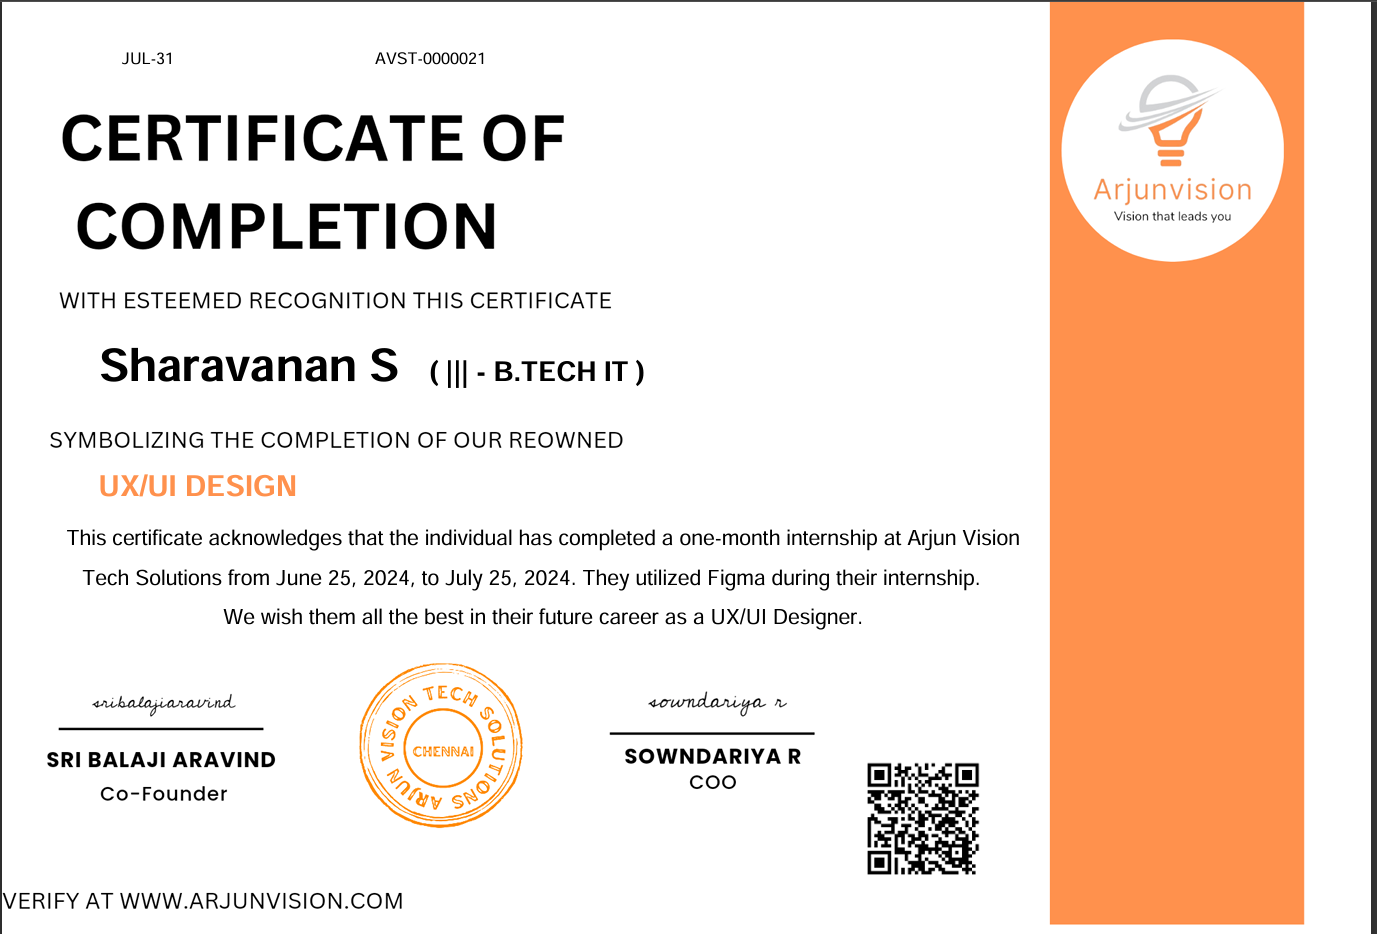 JUL-31 AVST-0000021
CERTIFICATE OF
COMPLETION
WITH ESTEEMED RECOGNITION THIS CERTIFICATE
Sharavanan S ( ||| - B.TECH IT )
SYMBOLIZING THE COMPLETION OF OUR REOWNED
UX/UI DESIGN
This certificate acknowledges that the individual has completed a one-month internship at Arjun Vision
Tech Solutions from June 25, 2024, to July 25, 2024. They utilized Figma during their internship.
We wish them all the best in their future career as a UX/UI Designer.
sribalajiaravind
SRI BALAJI ARAVIND
Co-Founder
ARJUN VISION TECH SOLUTIONS
CHENNAI
sowndariya r
SOWNDARIYA R
COO
VERIFY AT WWW.ARJUNVISION.COM
Arjunvision
Vision that leads you